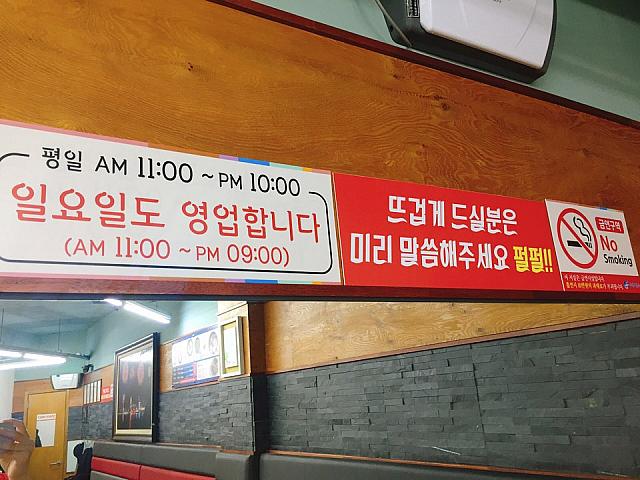 평일 AM 11:00 ~ PM 10:00
일요일도 영업합니다
(AM 11:00 ~ PM 09:00)
뜨겁게 드실분은
미리 말씀해주세요 펄펄!!
금연구역
No
Smoking